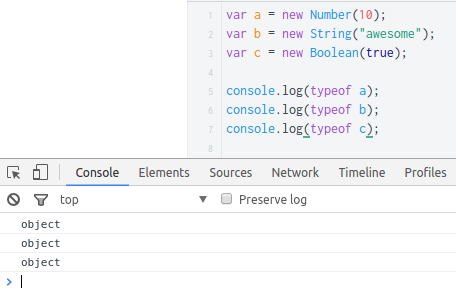 1 var a = new Number(10);
2 var b = new String("awesome");
3 var c = new Boolean(true);
4
5 console.log(typeof a);
6 console.log(typeof b);
7 console.log(typeof c);
8
Console Elements Sources Network Timeline Profiles
top Preserve log
object
object
object
>